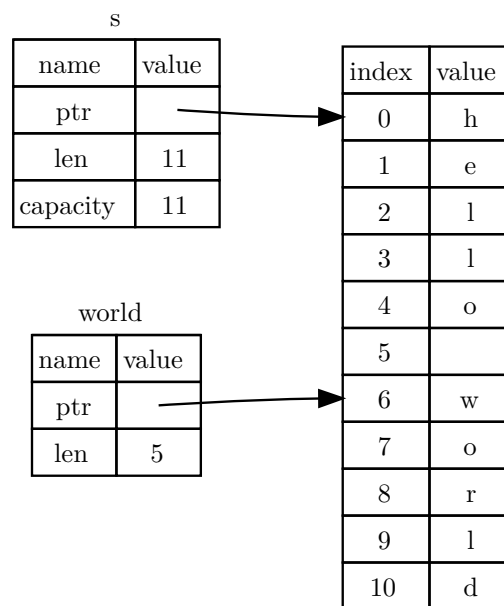 s
name value
ptr
len 11
capacity 11
world
name value
ptr
len 5
index value
0 h
1 e
2 l
3 l
4 o
5
6 w
7 o
8 r
9 l
10 d